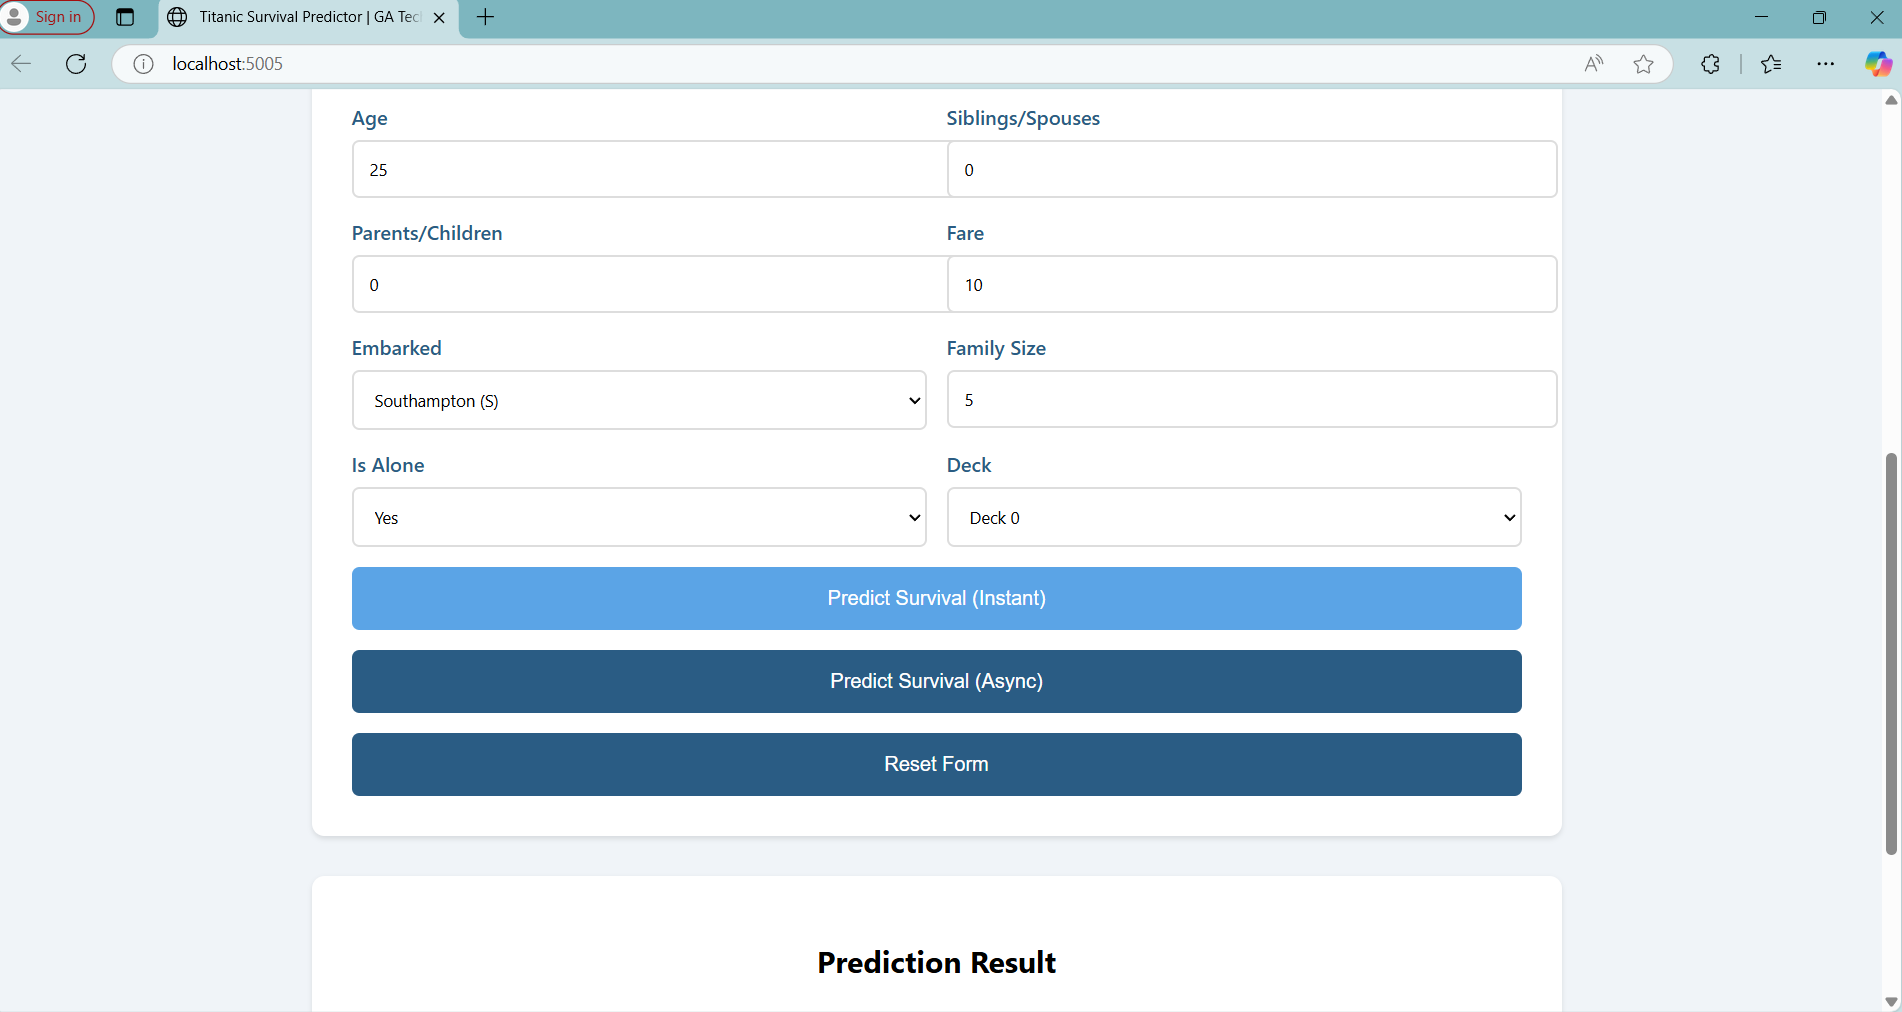 Sign in
Titanic Survival Predictor | GA Tec
localhost:5005
Age
Siblings/Spouses
25
0
Parents/Children
Fare
0
10
Embarked
Family Size
Southampton (S)
5
Is Alone
Deck
Yes
Deck 0
Predict Survival (Instant)
Predict Survival (Async)
Reset Form
Prediction Result